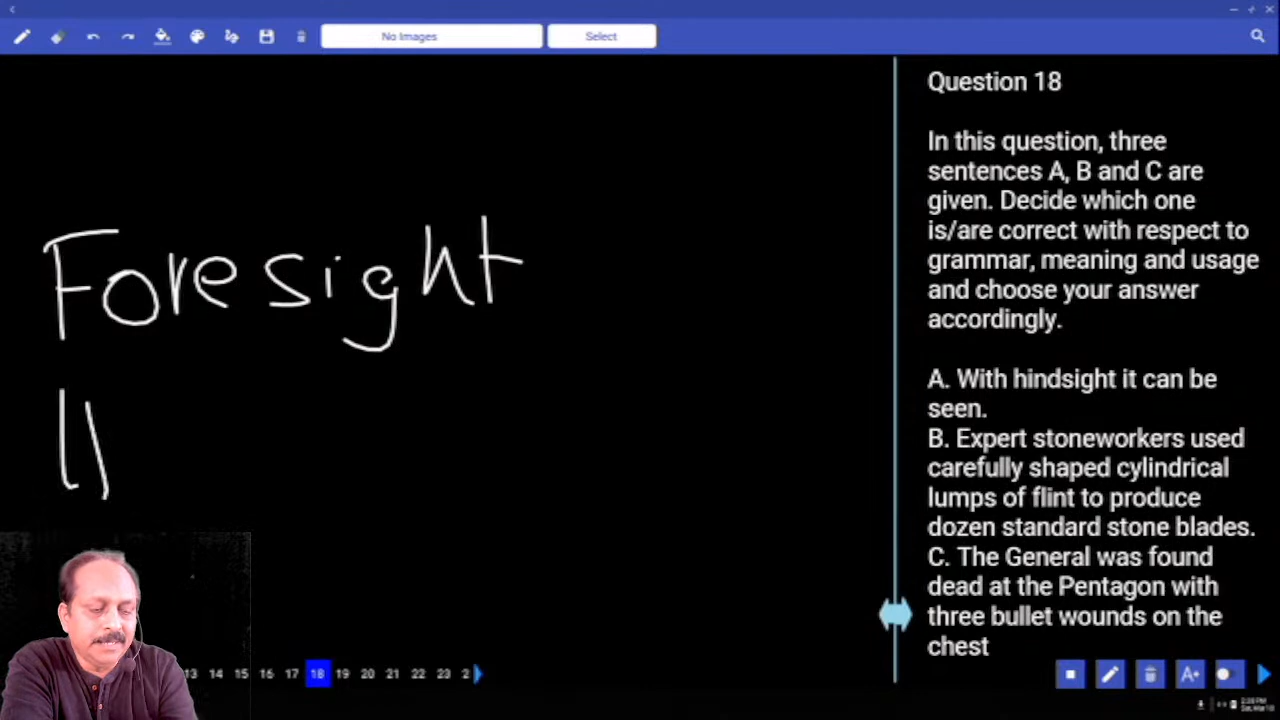 No Images
Select
Question 18
In this question, three
sentences A, B and C are
given. Decide which one
is/are correct with respect to
grammar, meaning and usage
and choose your answer
accordingly.
A. With hindsight it can be
seen.
B. Expert stoneworkers used
carefully shaped cylindrical
lumps of flint to produce
dozen standard stone blades.
C. The General was found
dead at the Pentagon with
three bullet wounds on the
chest
Foresight
13 14 15 16 17 18 19 20 21 22 23 2
A+